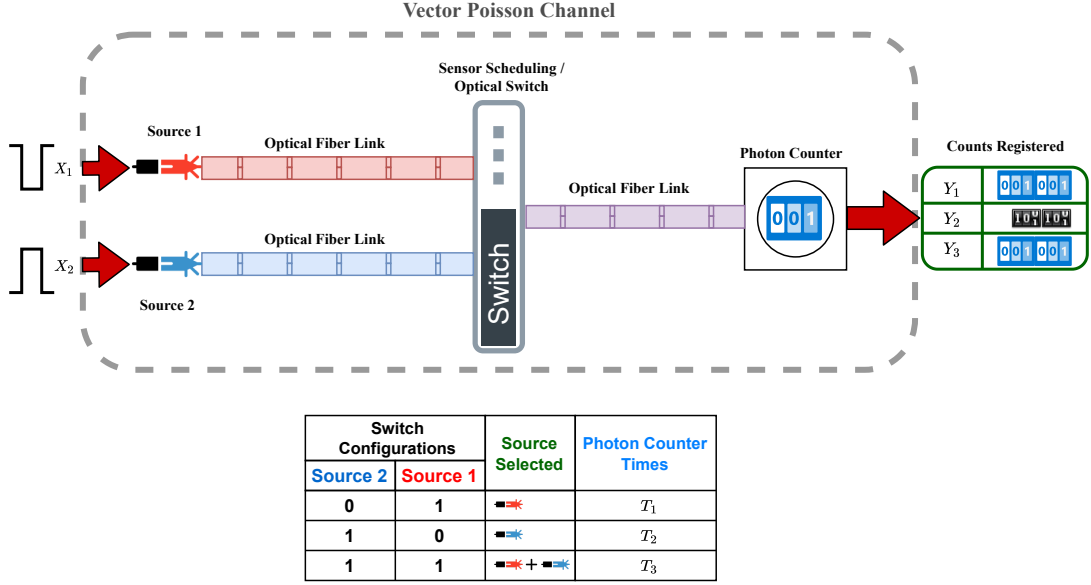 Vector Poisson Channel
Sensor Scheduling /
Optical Switch
Source 1
Optical Fiber Link
X₁
Photon Counter
Counts Registered
Optical Fiber Link
Y₁ 001 001
Y₂
Y₃ 001 001
001
X₂
Optical Fiber Link
Source 2
Switch
Switch
Configurations
Source
Selected
Photon Counter
Times
Source 2 Source 1
0 1 T₁
1 0 T₂
1 1 + T₃